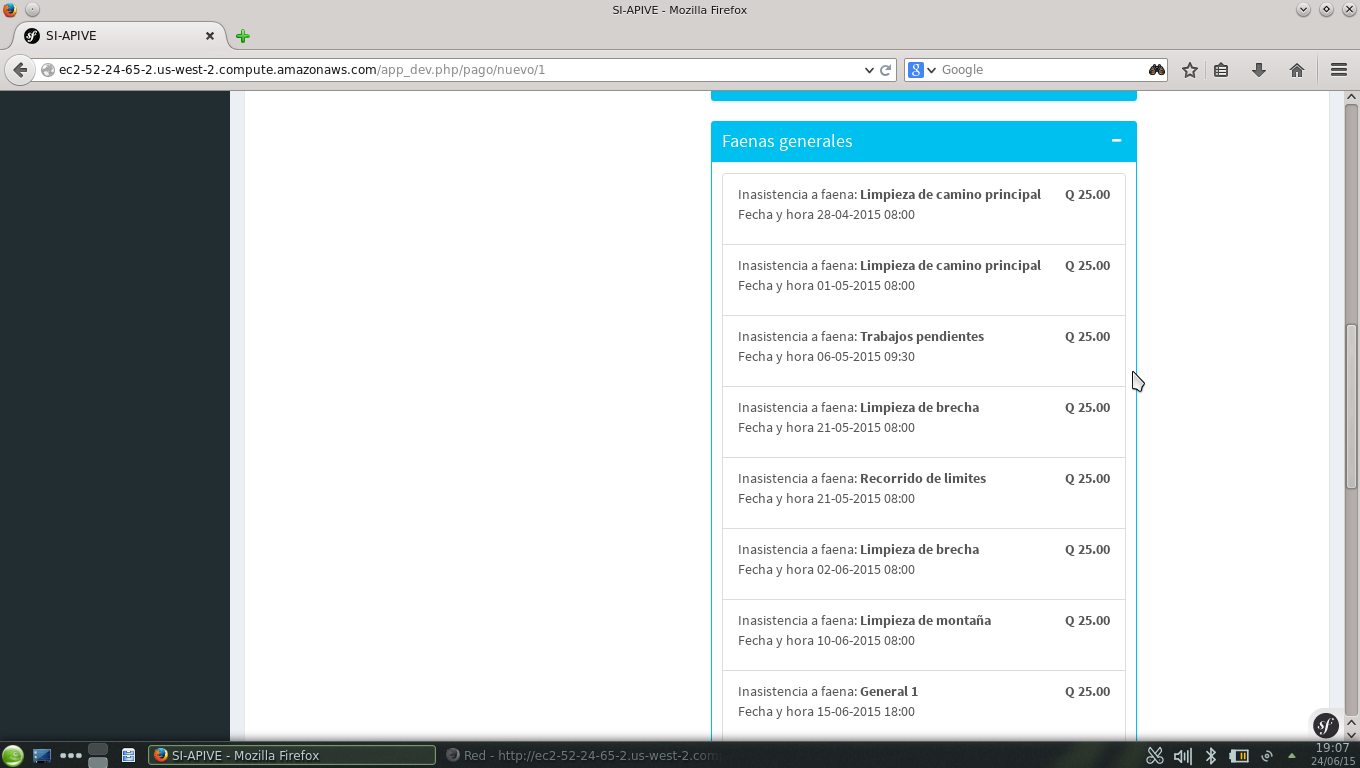 SI-APIVE - Mozilla Firefox
sf SI-APIVE
ec2-52-24-65-2.us-west-2.compute.amazonaws.com/app_dev.php/pago/nuevo/1
8 Google
Faenas generales
Inasistencia a faena: Limpieza de camino principal Q 25.00
Fecha y hora 28-04-2015 08:00
Inasistencia a faena: Limpieza de camino principal Q 25.00
Fecha y hora 01-05-2015 08:00
Inasistencia a faena: Trabajos pendientes Q 25.00
Fecha y hora 06-05-2015 09:30
Inasistencia a faena: Limpieza de brecha Q 25.00
Fecha y hora 21-05-2015 08:00
Inasistencia a faena: Recorrido de limites Q 25.00
Fecha y hora 21-05-2015 08:00
Inasistencia a faena: Limpieza de brecha Q 25.00
Fecha y hora 02-06-2015 08:00
Inasistencia a faena: Limpieza de montaña Q 25.00
Fecha y hora 10-06-2015 08:00
Inasistencia a faena: General 1 Q 25.00
Fecha y hora 15-06-2015 18:00
sf
SI-APIVE - Mozilla Firefox
Red - http://ec2-52-24-65-2.us-west-2.com
19:07
24/06/15